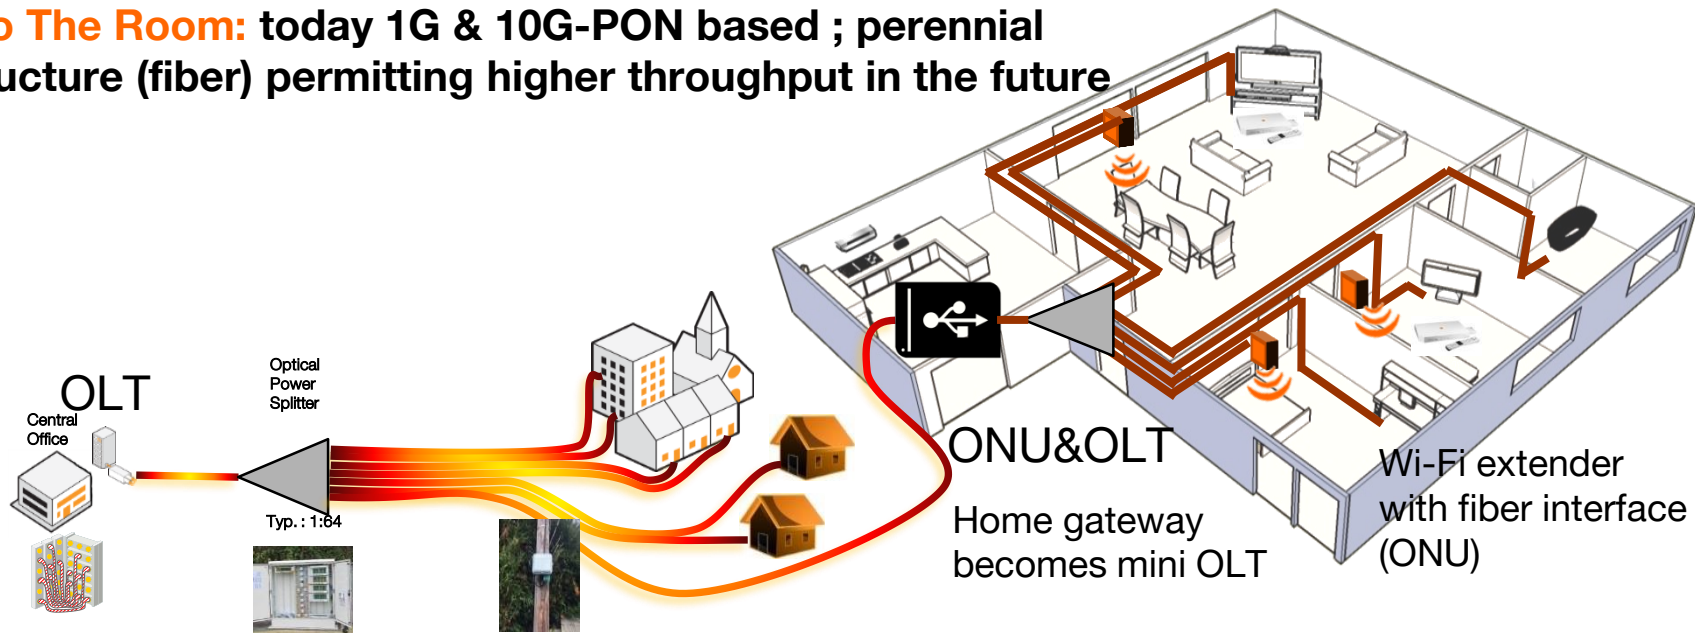 o The Room: today 1G & 10G-PON based ; perennial
ucture (fiber) permitting higher throughput in the future
Optical
Power
Splitter
OLT
Central
Office
Typ. : 1:64
ONU&OLT
Home gateway
becomes mini OLT
Wi-Fi extender
with fiber interface
(ONU)